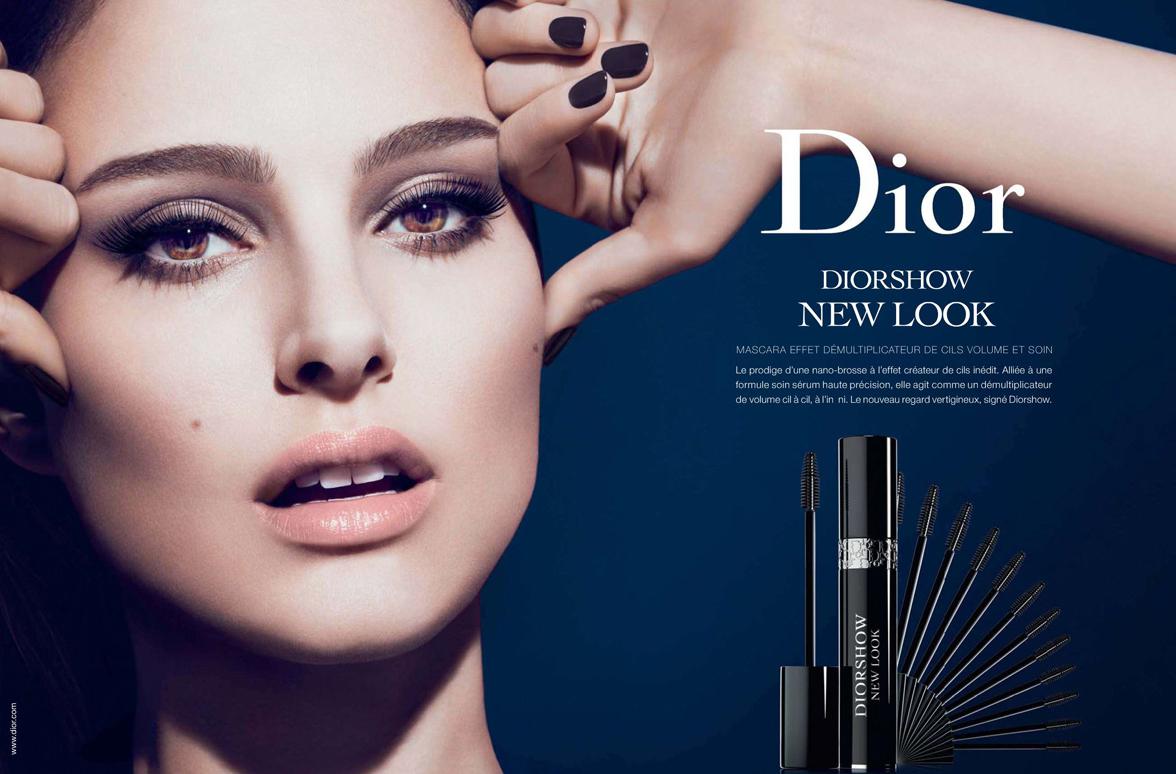 Dior
DIORSHOW
NEW LOOK
MASCARA EFFET DÉMULTIPLICATEUR DE CILS VOLUME ET SOIN
Le prodige d'une nano-brosse à l'effet créateur de cils inédit. Alliée à une
formule soin sérum haute précision, elle agit comme un démultiplicateur
de volume cil à cil, à l'in ni. Le nouveau regard vertigineux, signé Diorshow.
DIORSHOW
NEW LOOK
www.dior.com